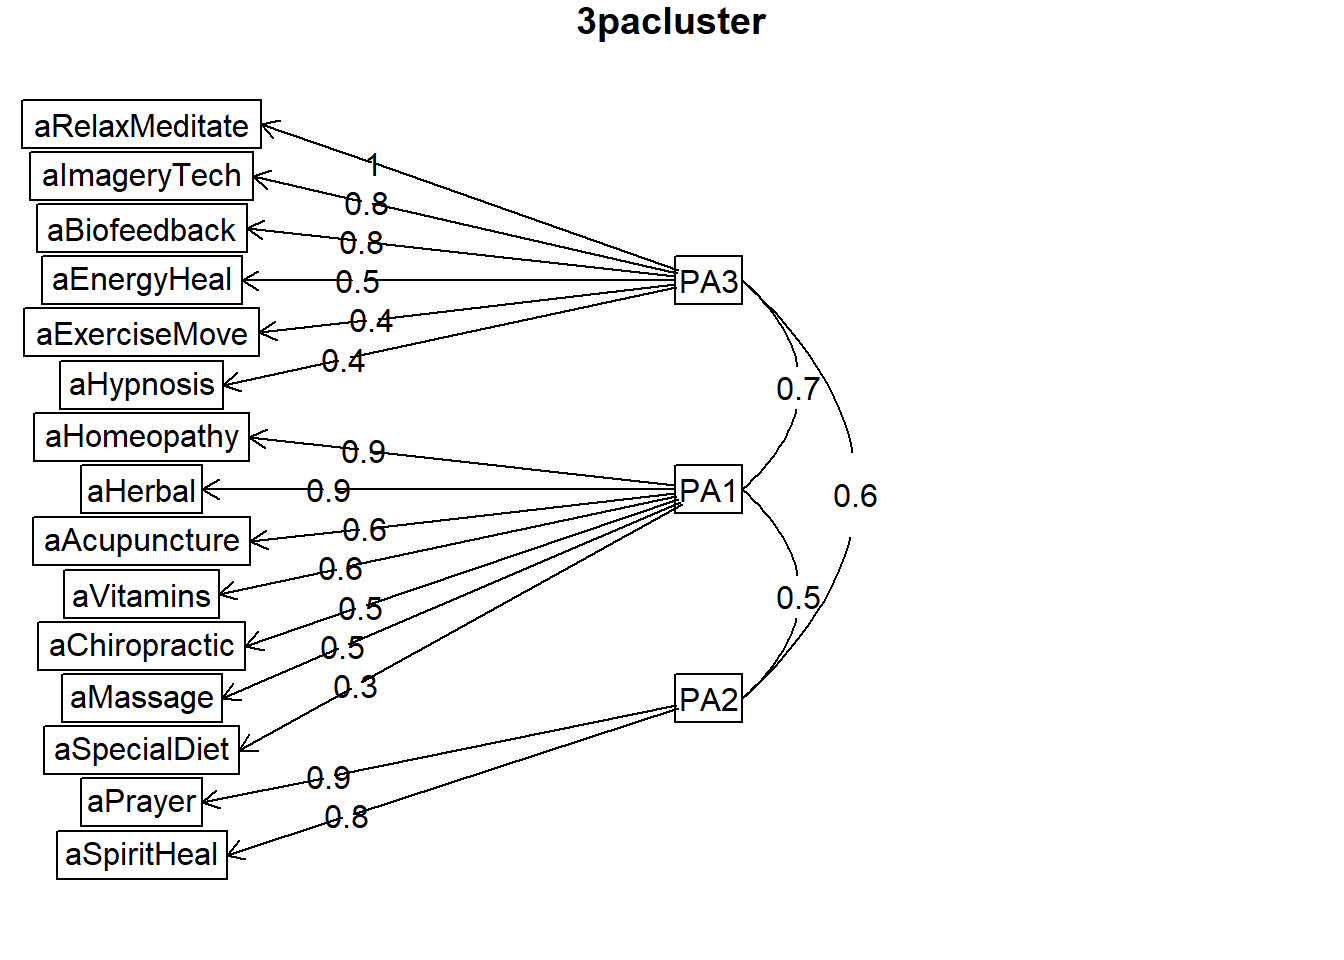 3pacluster
aRelaxMeditate
1
aImageryTech
0.8
aBiofeedback
0.8
aEnergyHeal
0.5
PA3
aExerciseMove
0.4
aHypnosis
0.4
0.7
aHomeopathy
0.9
aHerbal
0.9
PA1
0.6
aAcupuncture
0.6
aVitamins
0.6
aChiropractic
0.5
0.5
aMassage
0.5
aSpecialDiet
0.3
PA2
aPrayer
0.9
aSpiritHeal
0.8